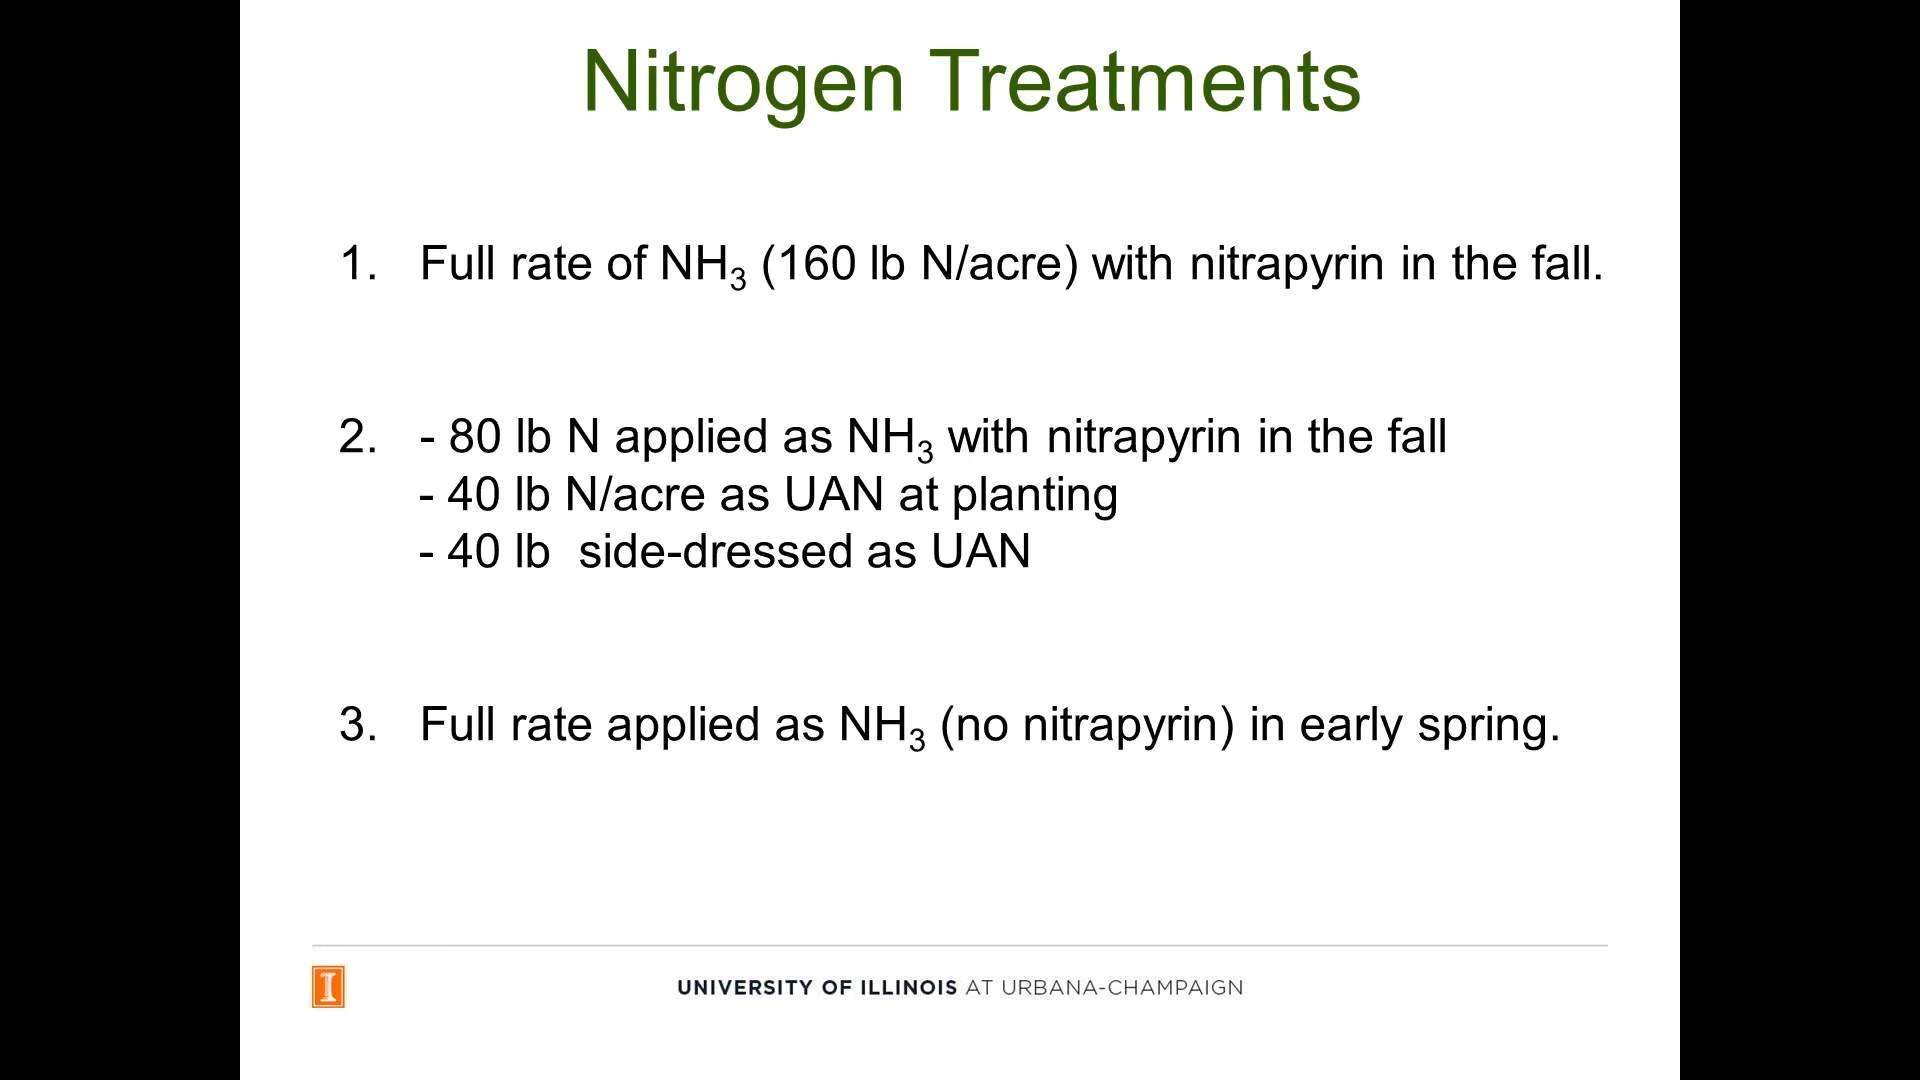 Nitrogen Treatments
1. Full rate of NH₃ (160 lb N/acre) with nitrapyrin in the fall.
2. - 80 lb N applied as NH₃ with nitrapyrin in the fall
- 40 lb N/acre as UAN at planting
- 40 lb  side-dressed as UAN
3. Full rate applied as NH₃ (no nitrapyrin) in early spring.
I
UNIVERSITY OF ILLINOIS AT URBANA-CHAMPAIGN